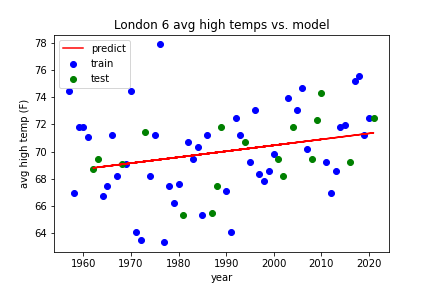 London 6 avg high temps vs. model
predict
train
test
avg high temp (F)
78
76
74
72
70
68
66
64
1960
1970
1980
1990
2000
2010
2020
year